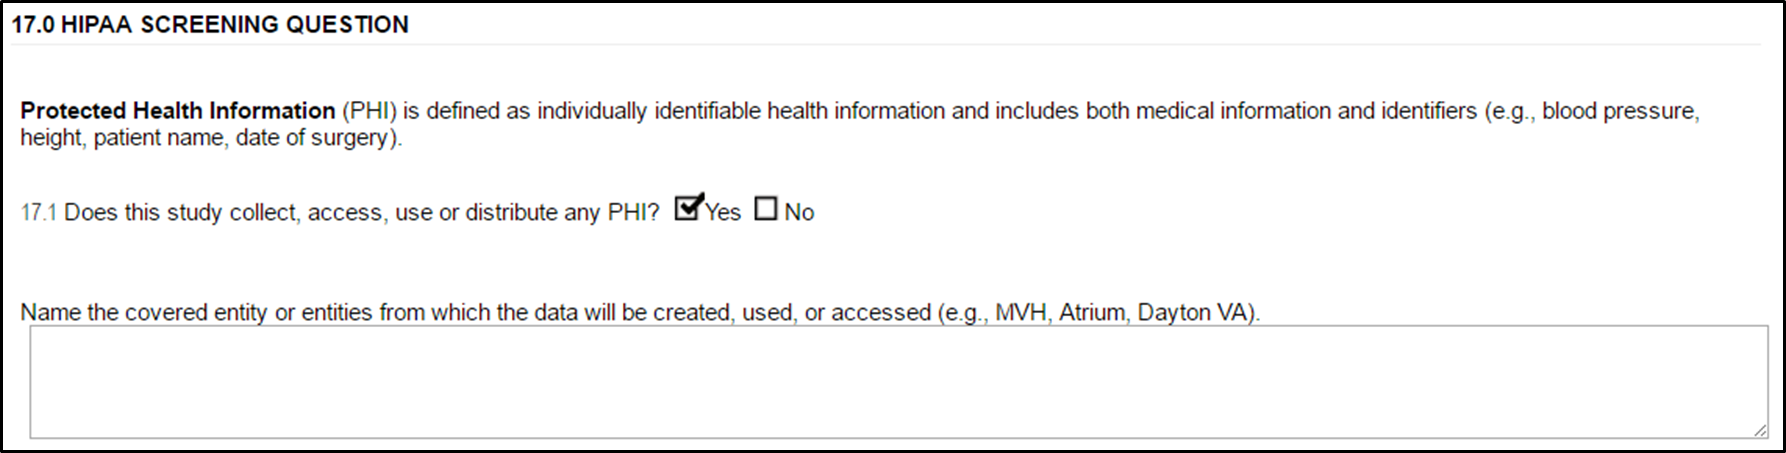 17.0 HIPAA SCREENING QUESTION
Protected Health Information (PHI) is defined as individually identifiable health information and includes both medical information and identifiers (e.g., blood pressure,
height, patient name, date of surgery).
17.1 Does this study collect, access, use or distribute any PHI? Yes No
Name the covered entity or entities from which the data will be created, used, or accessed (e.g., MVH, Atrium, Dayton VA).